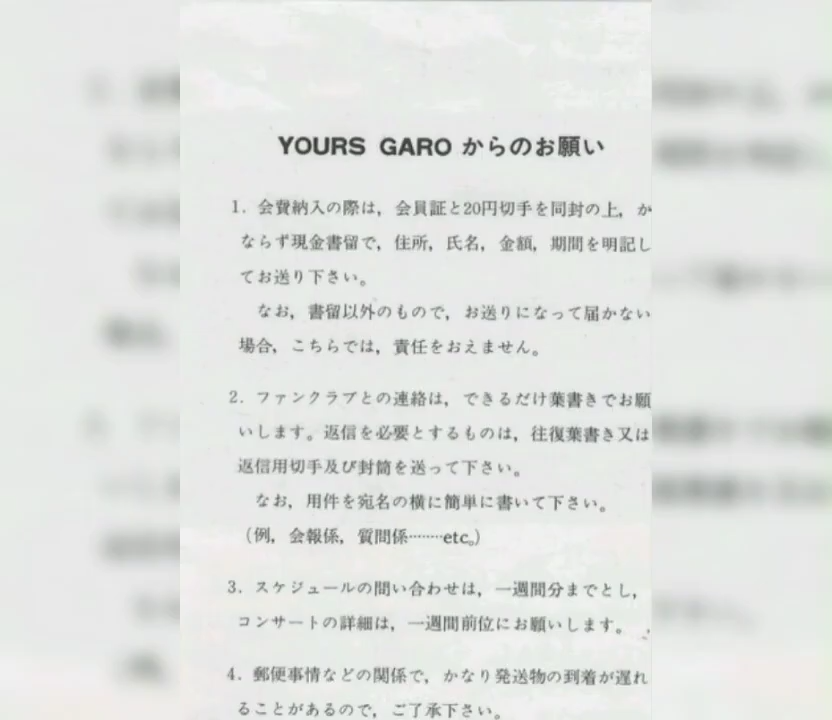 YOURS GARO からのお願い
1. 会費納入の際は，会員証と20円切手を同封の上，か
ならず現金書留で，住所，氏名，金額，期間を明記し
てお送り下さい。
なお，書留以外のもので，お送りになって届かない
場合，こちらでは，責任をおえません。
2. ファンクラブとの連絡は，できるだけ葉書きでお願
いします。返信を必要とするものは，往復葉書き又は
返信用切手及び封筒を送って下さい。
なお，用件を宛名の横に簡単に書いて下さい。
（例，会報係，質問係………etc。）
3. スケジュールの問い合わせは，一週間分までとし，
コンサートの詳細は，一週間前位にお願いします。
4. 郵便事情などの関係で，かなり発送物の到着が遅れ
ることがあるので，ご了承下さい。